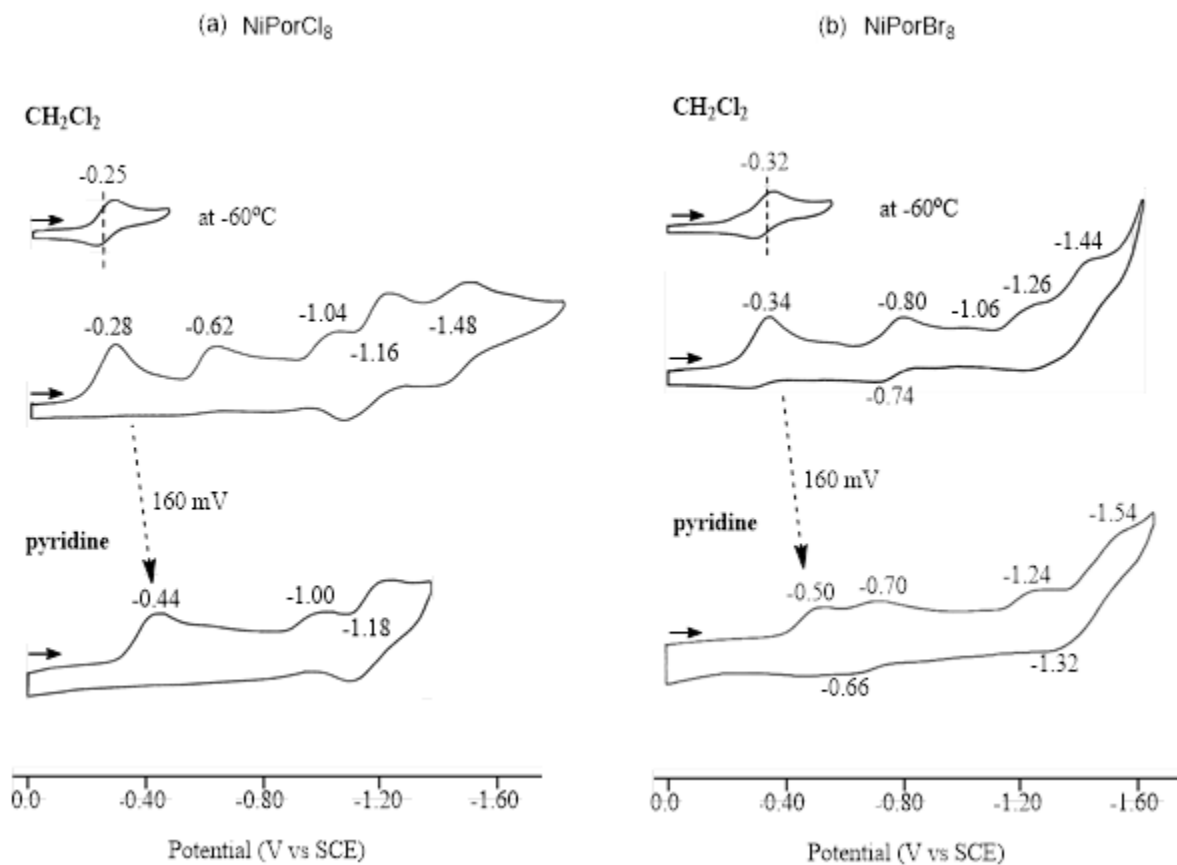 (a) NiPorCl₈
CH₂Cl₂
-0.25
at -60ºC
-0.28
-0.62
-1.04
-1.16
-1.48
160 mV
pyridine
-0.44
-1.00
-1.18
0.0 -0.40 -0.80 -1.20 -1.60
Potential (V vs SCE)
(b) NiPorBr₈
CH₂Cl₂
-0.32
at -60ºC
-0.34
-0.80
-1.06
-1.26
-1.44
-0.74
160 mV
pyridine
-0.50
-0.70
-1.24
-1.54
-0.66
-1.32
0.0 -0.40 -0.80 -1.20 -1.60
Potential (V vs SCE)